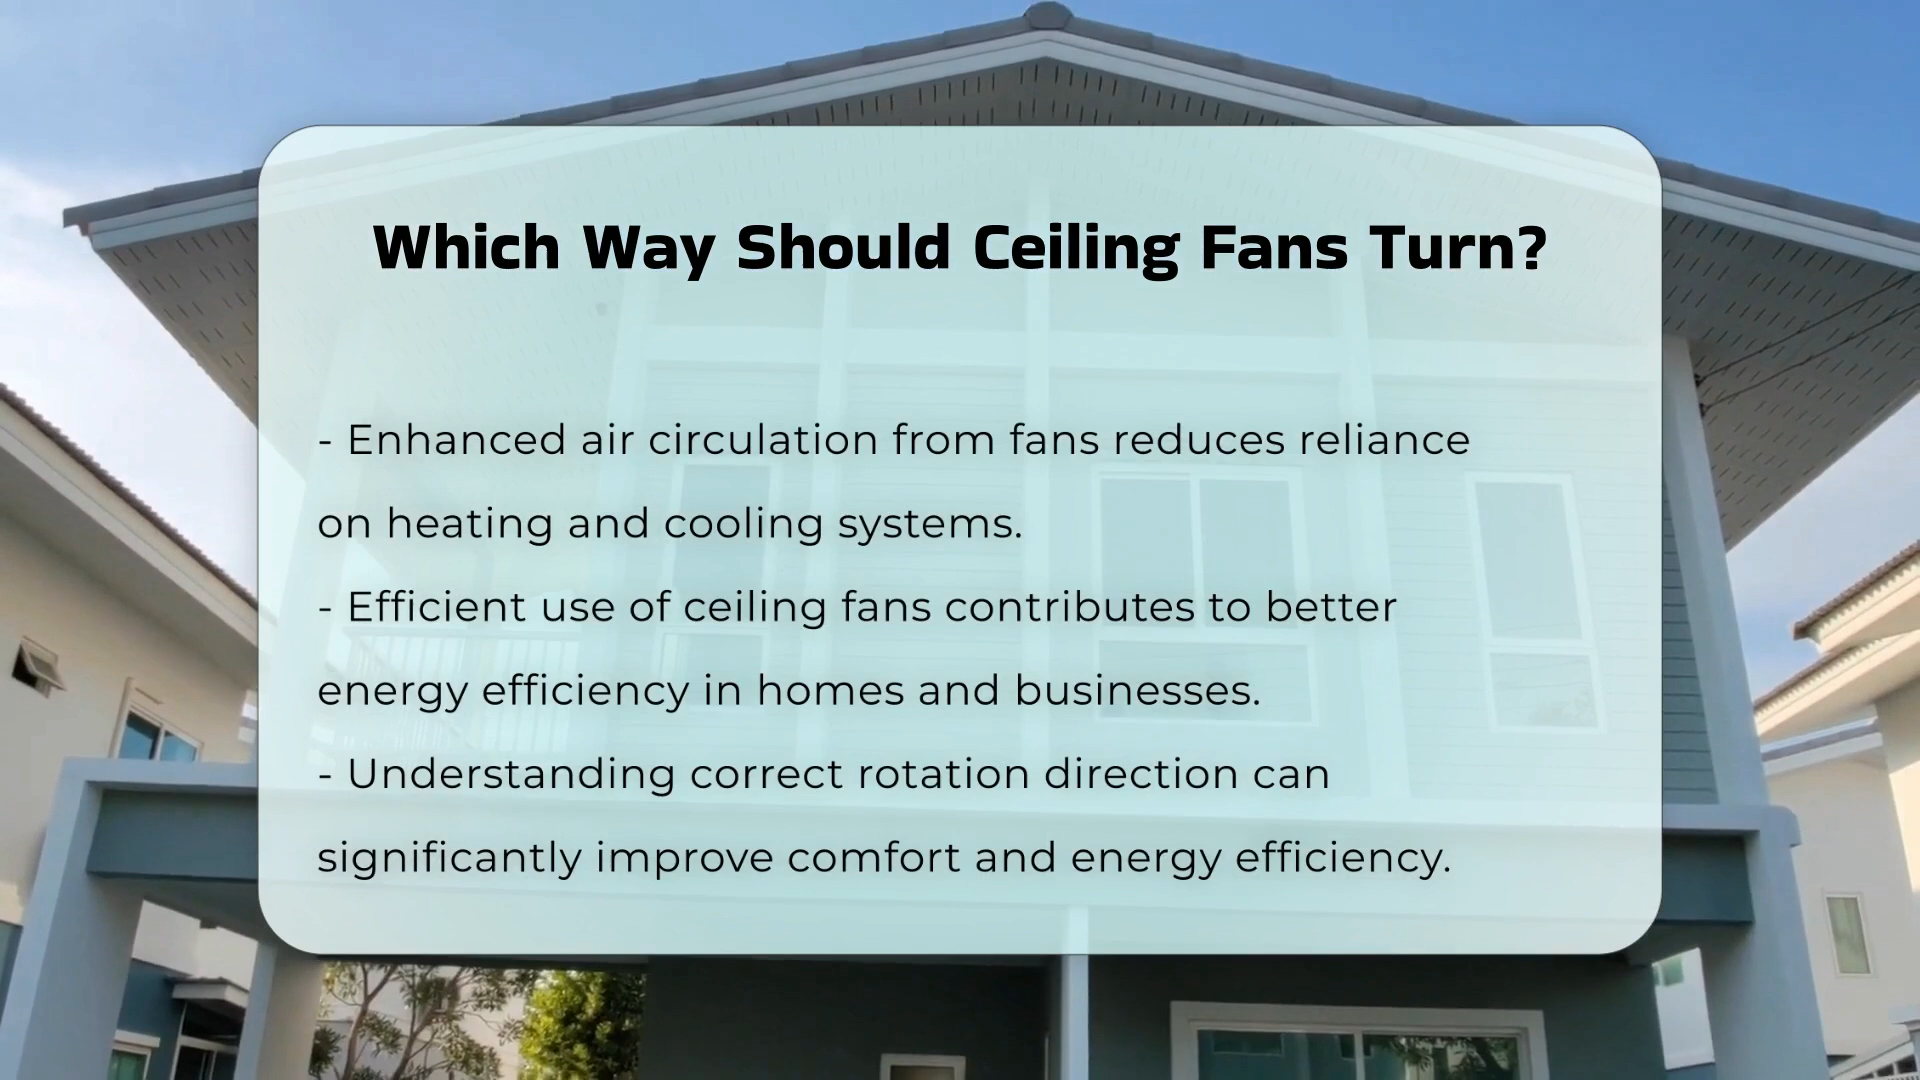 Which Way Should Ceiling Fans Turn?
- Enhanced air circulation from fans reduces reliance
on heating and cooling systems.
- Efficient use of ceiling fans contributes to better
energy efficiency in homes and businesses.
- Understanding correct rotation direction can
significantly improve comfort and energy efficiency.